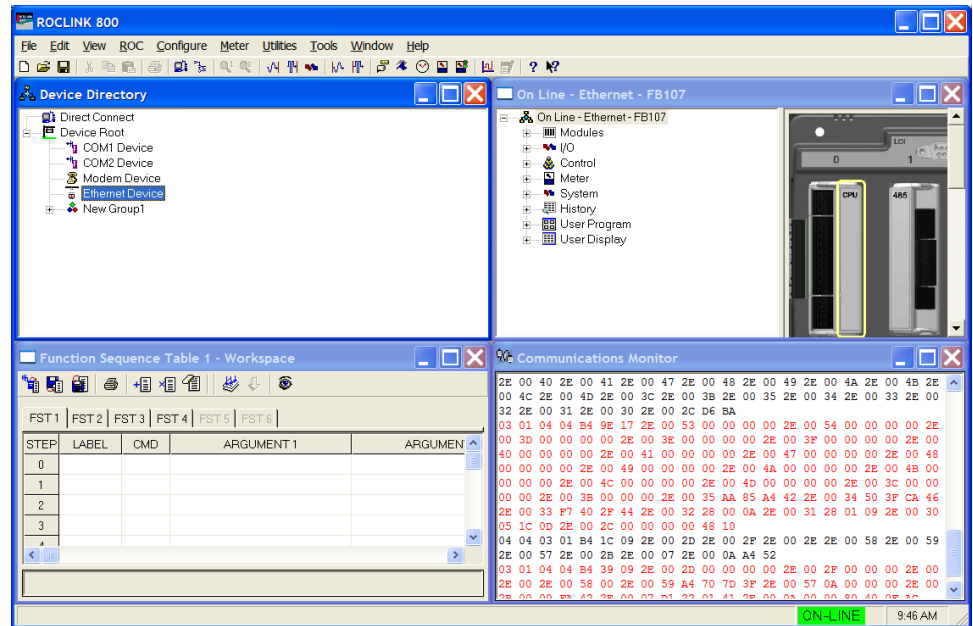 ROCLINK 800
File Edit View ROC Configure Meter Utilities Tools Window Help
Device Directory
Direct Connect
Device Root
COM1 Device
COM2 Device
Modem Device
Ethernet Device
New Group1
On Line - Ethernet - FB107
On Line - Ethernet - FB107
Modules
I/O
Control
Meter
System
History
User Program
User Display
LOI
0 1
CPU 485
Function Sequence Table 1 - Workspace
FST 1 FST 2 FST 3 FST 4 FST 5 FST 6
STEP LABEL CMD ARGUMENT 1 ARGUMEN
0
1
2
3
4
Communications Monitor
2E 00 40 2E 00 41 2E 00 47 2E 00 48 2E 00 49 2E 00 4A 2E 00 4B 2E
00 4C 2E 00 4D 2E 00 3C 2E 00 3B 2E 00 35 2E 00 34 2E 00 33 2E 00
32 2E 00 31 2E 00 30 2E 00 2C D6 BA
03 01 04 04 B4 9E 17 2E 00 53 00 00 00 00 2E 00 54 00 00 00 00 2E
00 3D 00 00 00 00 2E 00 3E 00 00 00 00 2E 00 3F 00 00 00 00 2E 00
40 00 00 00 00 2E 00 41 00 00 00 00 2E 00 47 00 00 00 00 2E 00 48
00 00 00 00 2E 00 49 00 00 00 00 2E 00 4A 00 00 00 00 2E 00 4B 00
00 00 00 2E 00 4C 00 00 00 00 2E 00 4D 00 00 00 00 2E 00 3C 00 00
00 00 2E 00 3B 00 00 00 00 2E 00 35 AA 85 A4 42 2E 00 34 50 3F CA 46
2E 00 33 F7 40 2F 44 2E 00 32 28 00 0A 2E 00 31 28 01 09 2E 00 30
05 1C 0D 2E 00 2C 00 00 00 00 48 10
04 04 03 01 B4 1C 09 2E 00 2D 2E 00 2F 2E 00 2E 2E 00 58 2E 00 59
2E 00 57 2E 00 2B 2E 00 07 2E 00 0A A4 52
03 01 04 04 B4 39 09 2E 00 2D 00 00 00 00 2E 00 2F 00 00 00 2E 00
2E 00 2E 00 58 00 2E 00 59 A4 70 7D 3F 2E 00 57 0A 00 00 00 2E 00
ON-LINE 9:46 AM